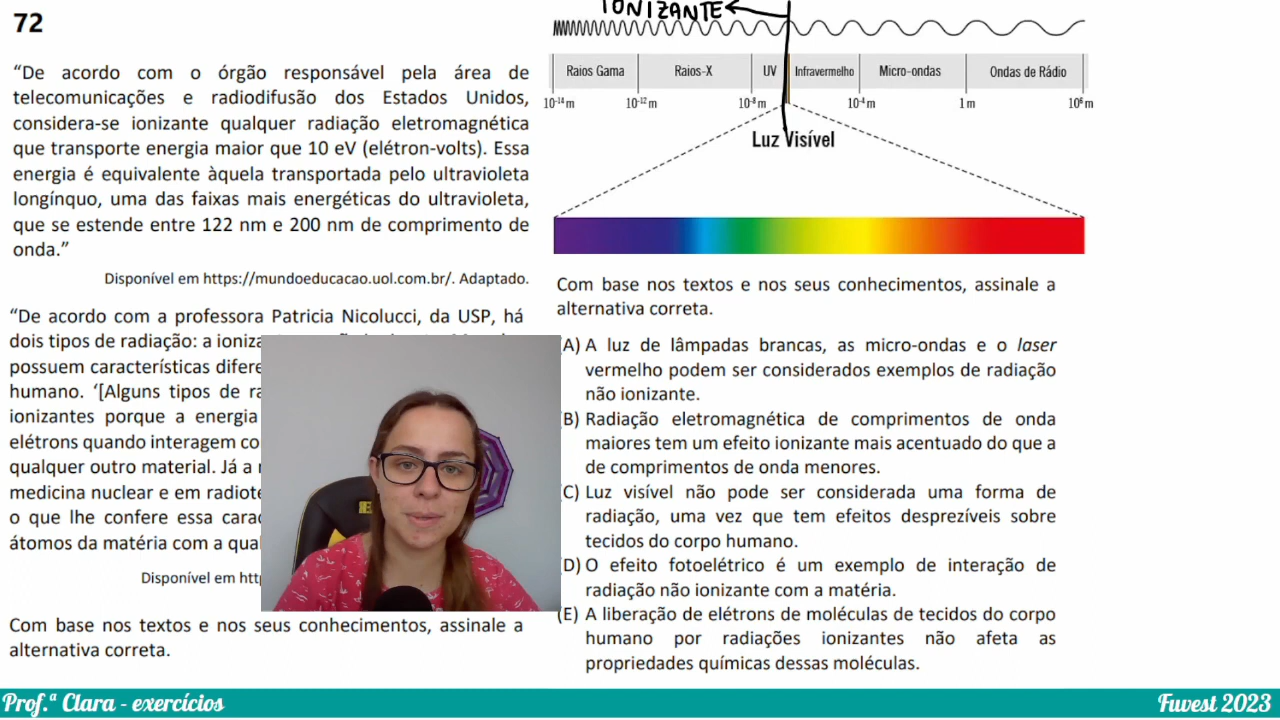 72
“De acordo com o órgão responsável pela área de
telecomunicações e radiodifusão dos Estados Unidos,
considera-se ionizante qualquer radiação eletromagnética
que transporte energia maior que 10 eV (elétron-volts). Essa
energia é equivalente àquela transportada pelo ultravioleta
longínquo, uma das faixas mais energéticas do ultravioleta,
que se estende entre 122 nm e 200 nm de comprimento de
onda.”
Disponível em https://mundoeducacao.uol.com.br/. Adaptado.
“De acordo com a professora Patricia Nicolucci, da USP, há
dois tipos de radiação: a
possuem características
humano. ‘[Alguns tipos de
ionizantes porque a energia
elétrons quando interagem
qualquer outro material. Já a
medicina nuclear e em
o que lhe confere essa
átomos da matéria com a
Disponível em
Com base nos textos e nos seus conhecimentos, assinale a
alternativa correta.
IONIZANTE
Raios Gama Raios-X UV Infravermelho Micro-ondas Ondas de Rádio
10⁻¹⁴ m 10⁻¹² m 10⁻⁸ m 10⁻⁴ m 1 m 10⁶ m
Luz Visível
Com base nos textos e nos seus conhecimentos, assinale a
alternativa correta.
(A) A luz de lâmpadas brancas, as micro-ondas e o laser
vermelho podem ser considerados exemplos de radiação
não ionizante.
(B) Radiação eletromagnética de comprimentos de onda
maiores tem um efeito ionizante mais acentuado do que a
de comprimentos de onda menores.
(C) Luz visível não pode ser considerada uma forma de
radiação, uma vez que tem efeitos desprezíveis sobre
tecidos do corpo humano.
(D) O efeito fotoelétrico é um exemplo de interação de
radiação não ionizante com a matéria.
(E) A liberação de elétrons de moléculas de tecidos do corpo
humano por radiações ionizantes não afeta as
propriedades químicas dessas moléculas.
Prof.ª Clara - exercícios
Fuvest 2023